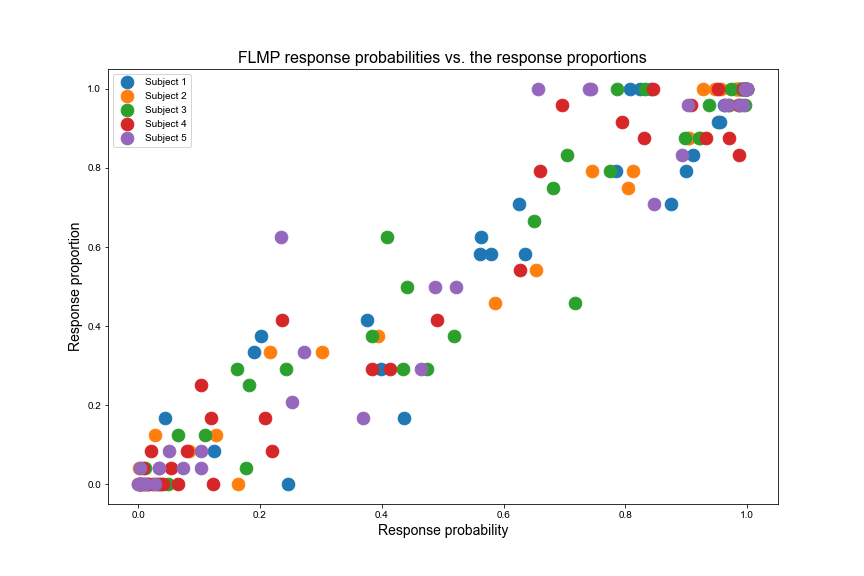 FLMP response probabilities vs. the response proportions
Subject 1
Subject 2
Subject 3
Subject 4
Subject 5
Response proportion
1.0
0.8
0.6
0.4
0.2
0.0
0.0 0.2 0.4 0.6 0.8 1.0
Response probability